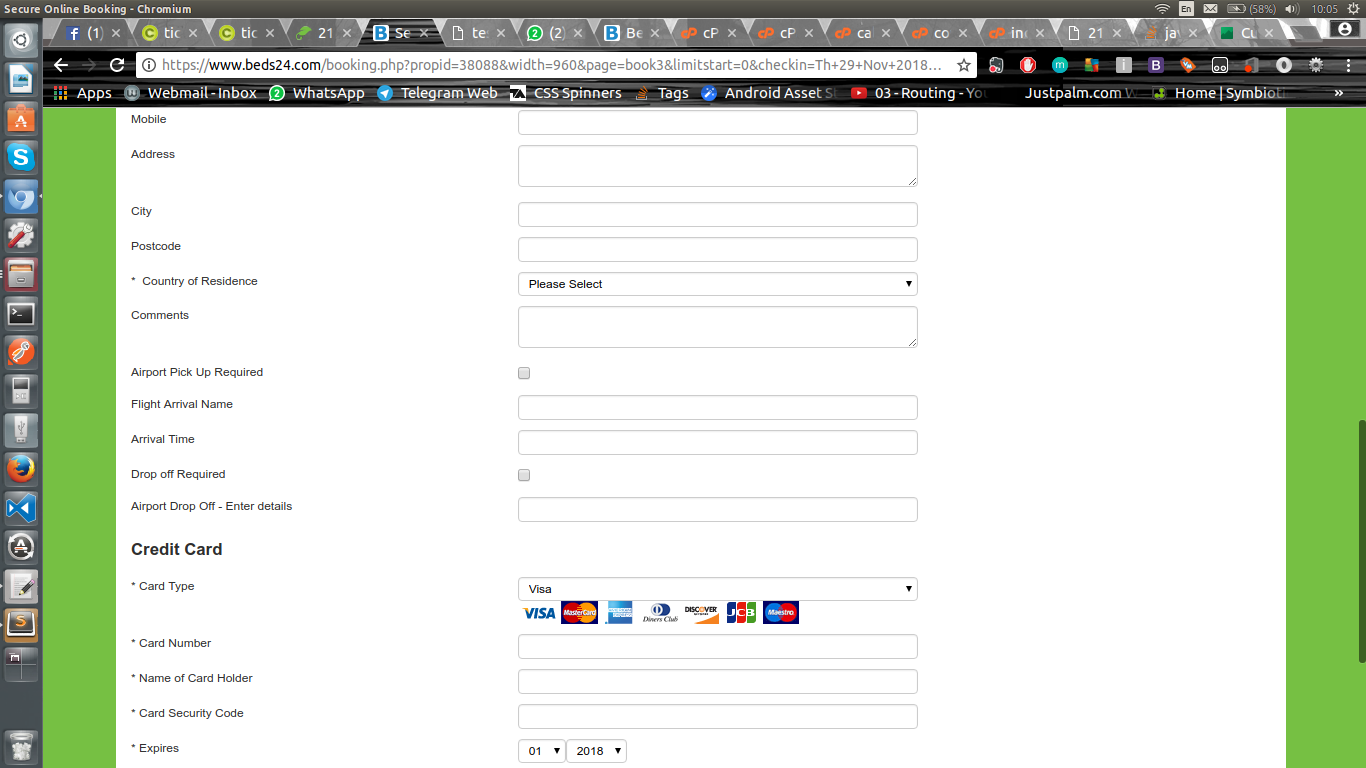 Secure Online Booking - Chromium
En (58%) 10:05
(1) tic tic 21 Se te: (2) Be cP cP ca co in 21 ja Cu
https://www.beds24.com/booking.php?propid=38088&width=960&page=book3&limitstart=0&checkin=Th+29+Nov+2018...
Apps Webmail - Inbox WhatsApp Telegram Web CSS Spinners Tags Android Asset 03 - Routing - Yo Justpalm.com Home | Symbio »
Mobile
Address
City
Postcode
* Country of Residence Please Select
Comments
Airport Pick Up Required
Flight Arrival Name
Arrival Time
Drop off Required
Airport Drop Off - Enter details
Credit Card
* Card Type Visa
VISA MasterCard Diners Club DISCOVER JCB Maestro
* Card Number
* Name of Card Holder
* Card Security Code
* Expires 01 2018